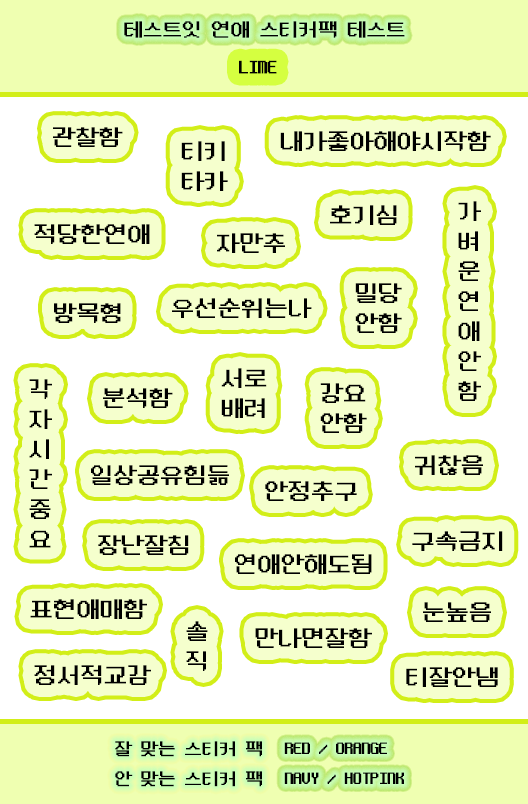 테스트잇 연애 스티커팩 테스트
LIME
관찰함
티키
타카
내가좋아해야시작함
적당한연애
자만추
호기심
가
벼
운
연
애
안
함
방목형
우선순위는나
밀당
안함
각
자
시
간
중
요
분석함
서로
배려
강요
안함
일상공유힘듦
안정추구
귀찮음
장난잘침
연애안해도됨
구속금지
표현애매함
솔
직
만나면잘함
눈높음
정서적교감
티잘안냄
잘 맞는 스티커 팩 RED / ORANGE
안 맞는 스티커 팩 NAVY / HOTPINK